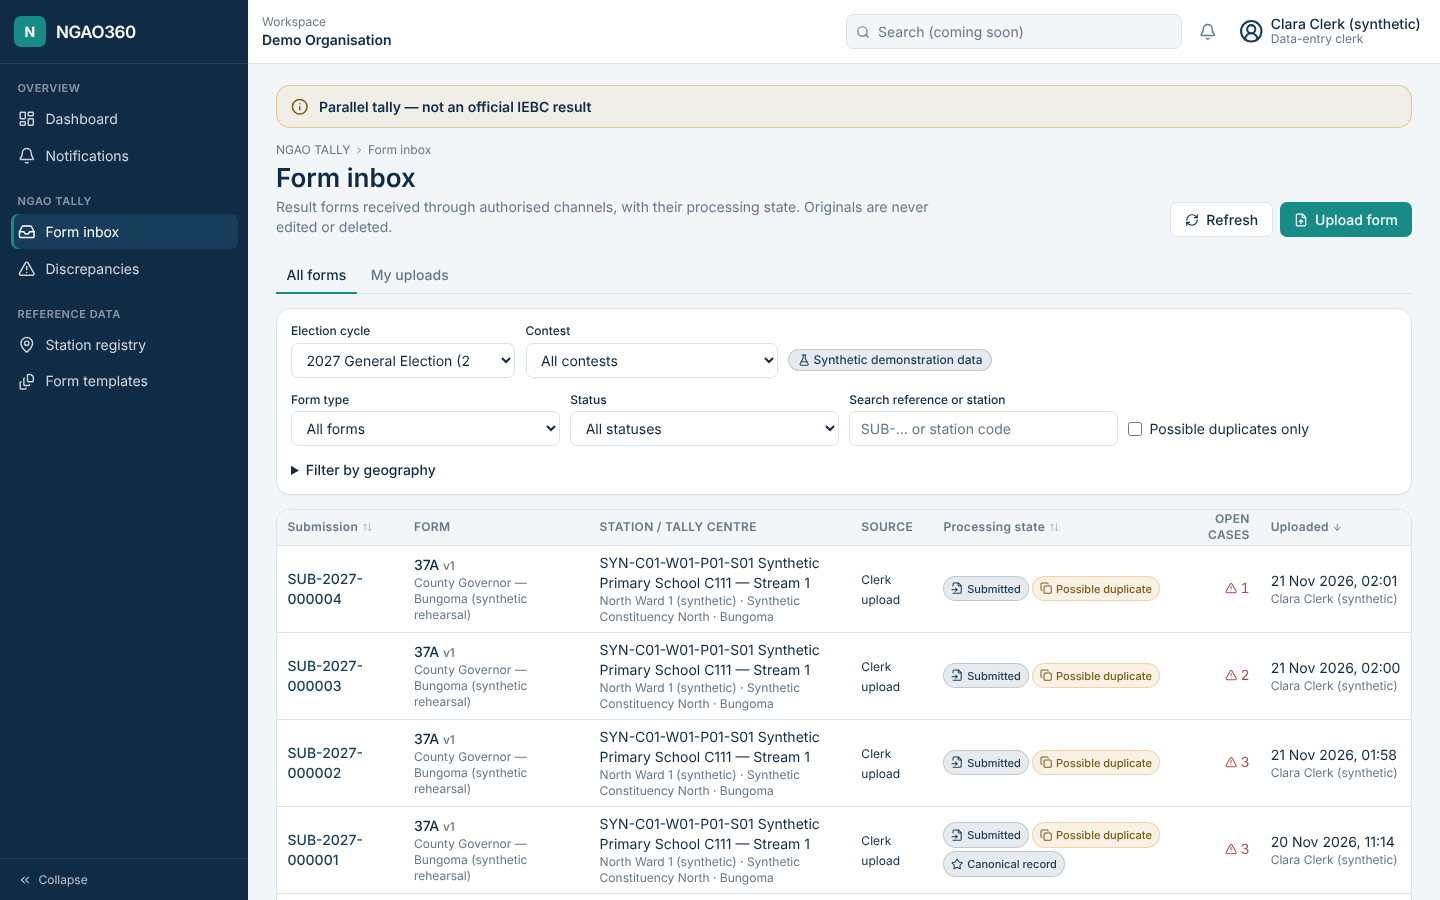 N NGAO360
Workspace
Demo Organisation
Search (coming soon)
Clara Clerk (synthetic)
Data-entry clerk
OVERVIEW
Dashboard
Notifications
NGAO TALLY
Form inbox
Discrepancies
REFERENCE DATA
Station registry
Form templates
Collapse
Parallel tally — not an official IEBC result
NGAO TALLY > Form inbox
Form inbox
Result forms received through authorised channels, with their processing state. Originals are never
edited or deleted.
Refresh
Upload form
All forms My uploads
Election cycle Contest
2027 General Election (2 All contests Synthetic demonstration data
Form type Status Search reference or station
All forms All statuses SUB-... or station code Possible duplicates only
Filter by geography
Submission FORM STATION / TALLY CENTRE SOURCE Processing state OPEN CASES Uploaded
SUB-2027-
000004
37A v1
County Governor —
Bungoma (synthetic
rehearsal)
SYN-C01-W01-P01-S01 Synthetic
Primary School C111 — Stream 1
North Ward 1 (synthetic) · Synthetic
Constituency North · Bungoma
Clerk
upload
Submitted Possible duplicate
1
21 Nov 2026, 02:01
Clara Clerk (synthetic)
SUB-2027-
000003
37A v1
County Governor —
Bungoma (synthetic
rehearsal)
SYN-C01-W01-P01-S01 Synthetic
Primary School C111 — Stream 1
North Ward 1 (synthetic) · Synthetic
Constituency North · Bungoma
Clerk
upload
Submitted Possible duplicate
2
21 Nov 2026, 02:00
Clara Clerk (synthetic)
SUB-2027-
000002
37A v1
County Governor —
Bungoma (synthetic
rehearsal)
SYN-C01-W01-P01-S01 Synthetic
Primary School C111 — Stream 1
North Ward 1 (synthetic) · Synthetic
Constituency North · Bungoma
Clerk
upload
Submitted Possible duplicate
3
21 Nov 2026, 01:58
Clara Clerk (synthetic)
SUB-2027-
000001
37A v1
County Governor —
Bungoma (synthetic
rehearsal)
SYN-C01-W01-P01-S01 Synthetic
Primary School C111 — Stream 1
North Ward 1 (synthetic) · Synthetic
Constituency North · Bungoma
Clerk
upload
Submitted Possible duplicate
Canonical record
3
20 Nov 2026, 11:14
Clara Clerk (synthetic)